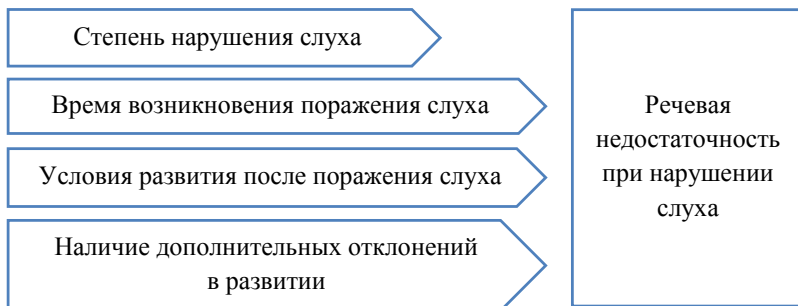 Степень нарушения слуха
Время возникновения поражения слуха
Условия развития после поражения слуха
Наличие дополнительных отклонений
в развитии
Речевая
недостаточность
при нарушении
слуха